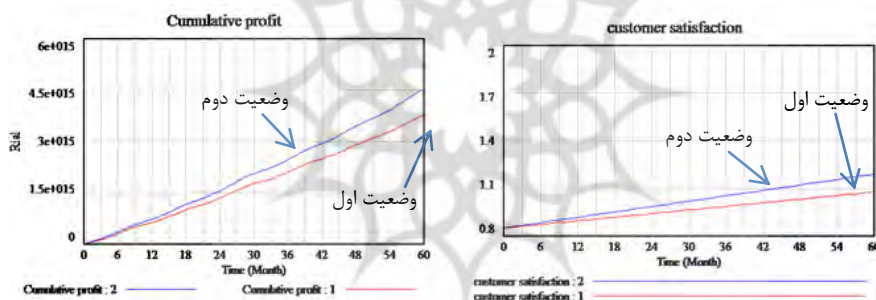 Cumulative profit
6e+015
4.5e+015
3e+015
1.5e+015
0
Rial
وضعیت دوم
وضعیت اول
0 6 12 18 24 30 36 42 48 54 60
Time (Month)
Cumulative profit : 2
Cumulative profit : 1
customer satisfaction
2
1.7
1.4
1.1
0.8
وضعیت اول
وضعیت دوم
0 6 12 18 24 30 36 42 48 54 60
Time (Month)
customer satisfaction : 2
customer satisfaction : 1